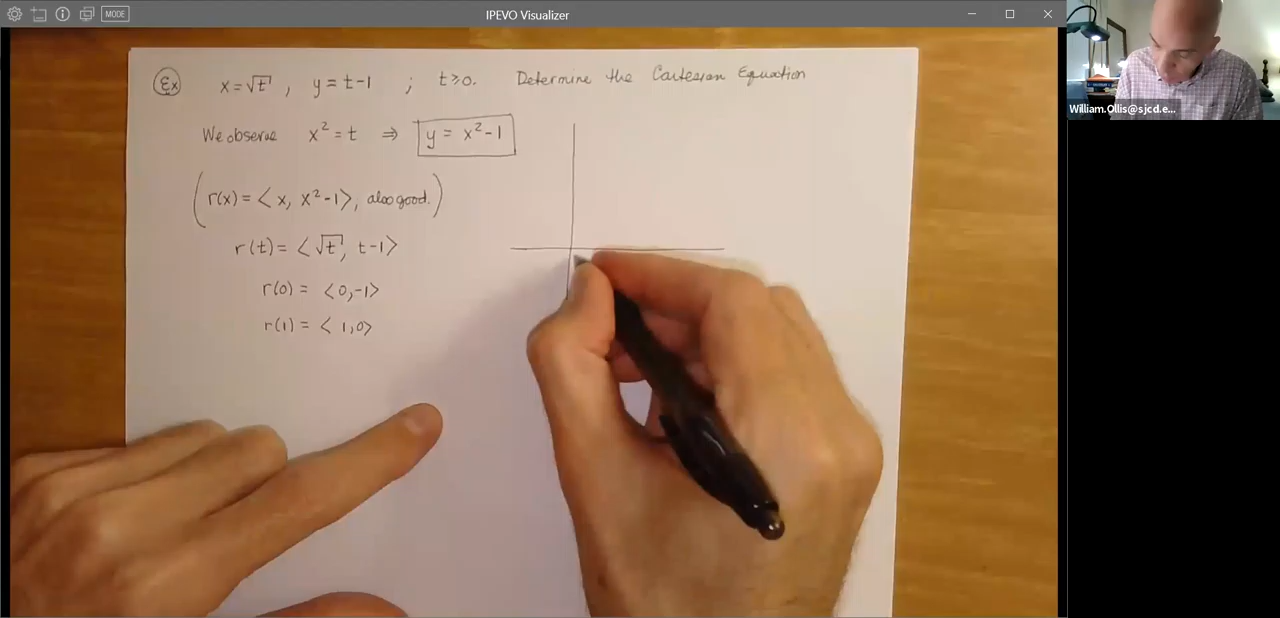 MODE
IPEVO Visualizer
William.Ollis@sjcd.e...
Ex x = √t , y = t-1 ; t ≥ 0. Determine the Cartesian Equation
We observe x² = t ⇒ y = x² - 1
(r(x) = < x, x² - 1 >, also good.)
r(t) = < √t, t-1 >
r(0) = < 0, -1 >
r(1) = < 1, 0 >